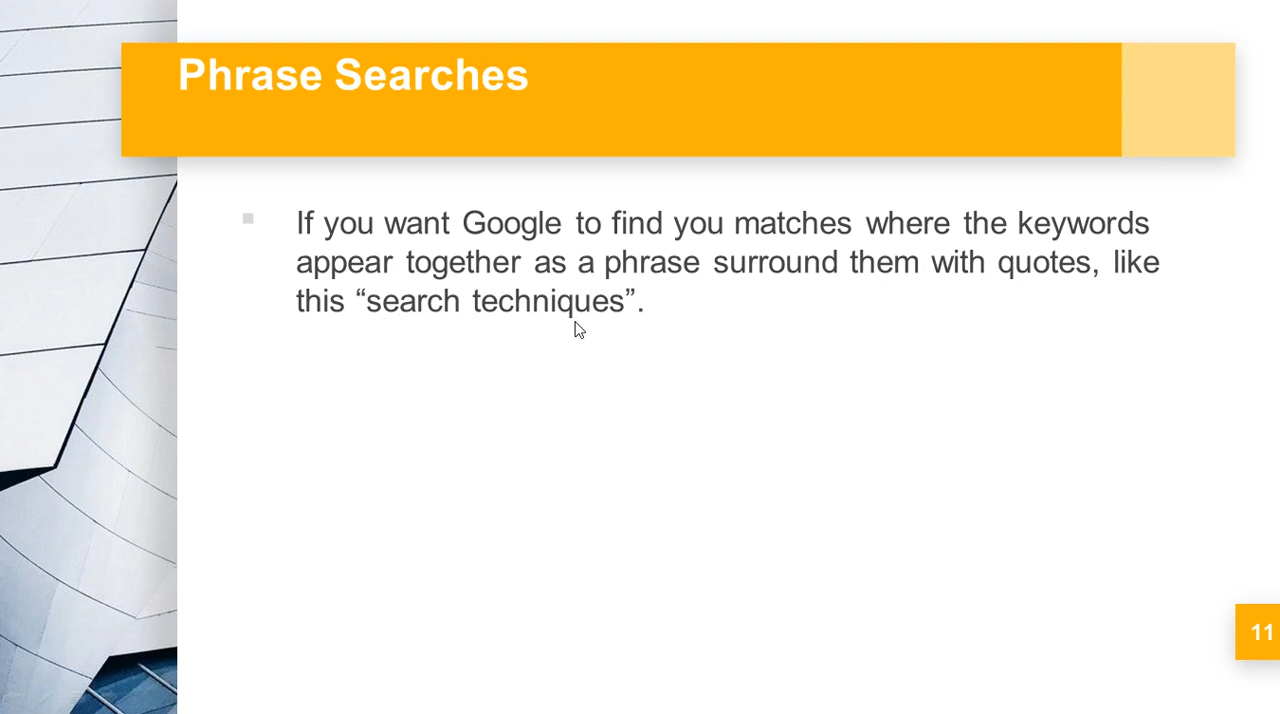 Phrase Searches
If you want Google to find you matches where the keywords
appear together as a phrase surround them with quotes, like
this “search techniques”.
11